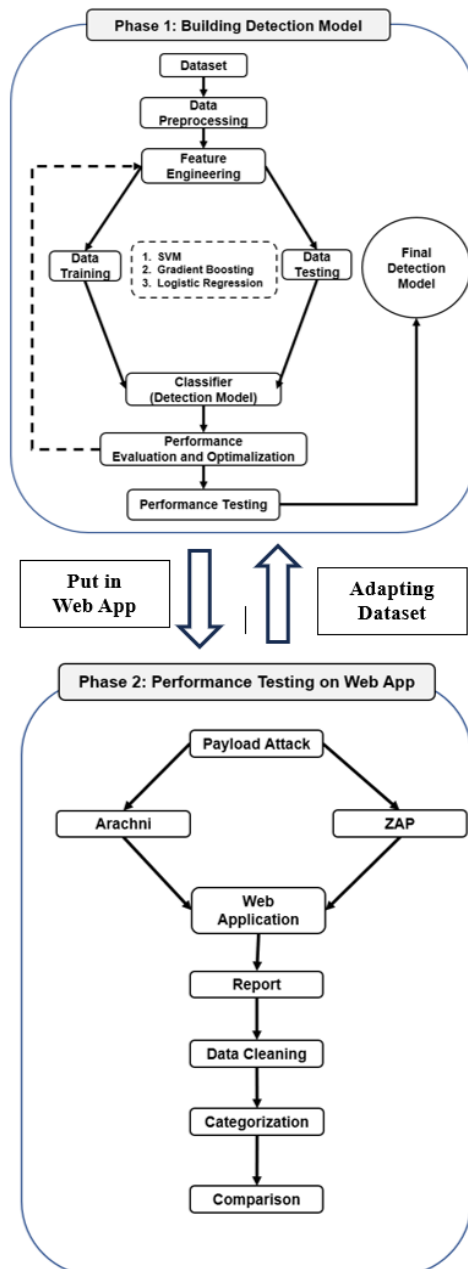 Phase 1: Building Detection Model
Dataset
Data
Preprocessing
Feature
Engineering
Data
Training
1. SVM
2. Gradient Boosting
3. Logistic Regression
Data
Testing
Final
Detection
Model
Classifier
(Detection Model)
Performance
Evaluation and Optimalization
Performance Testing
Put in
Web App
Adapting
Dataset
Phase 2: Performance Testing on Web App
Payload Attack
Arachni
ZAP
Web
Application
Report
Data Cleaning
Categorization
Comparison